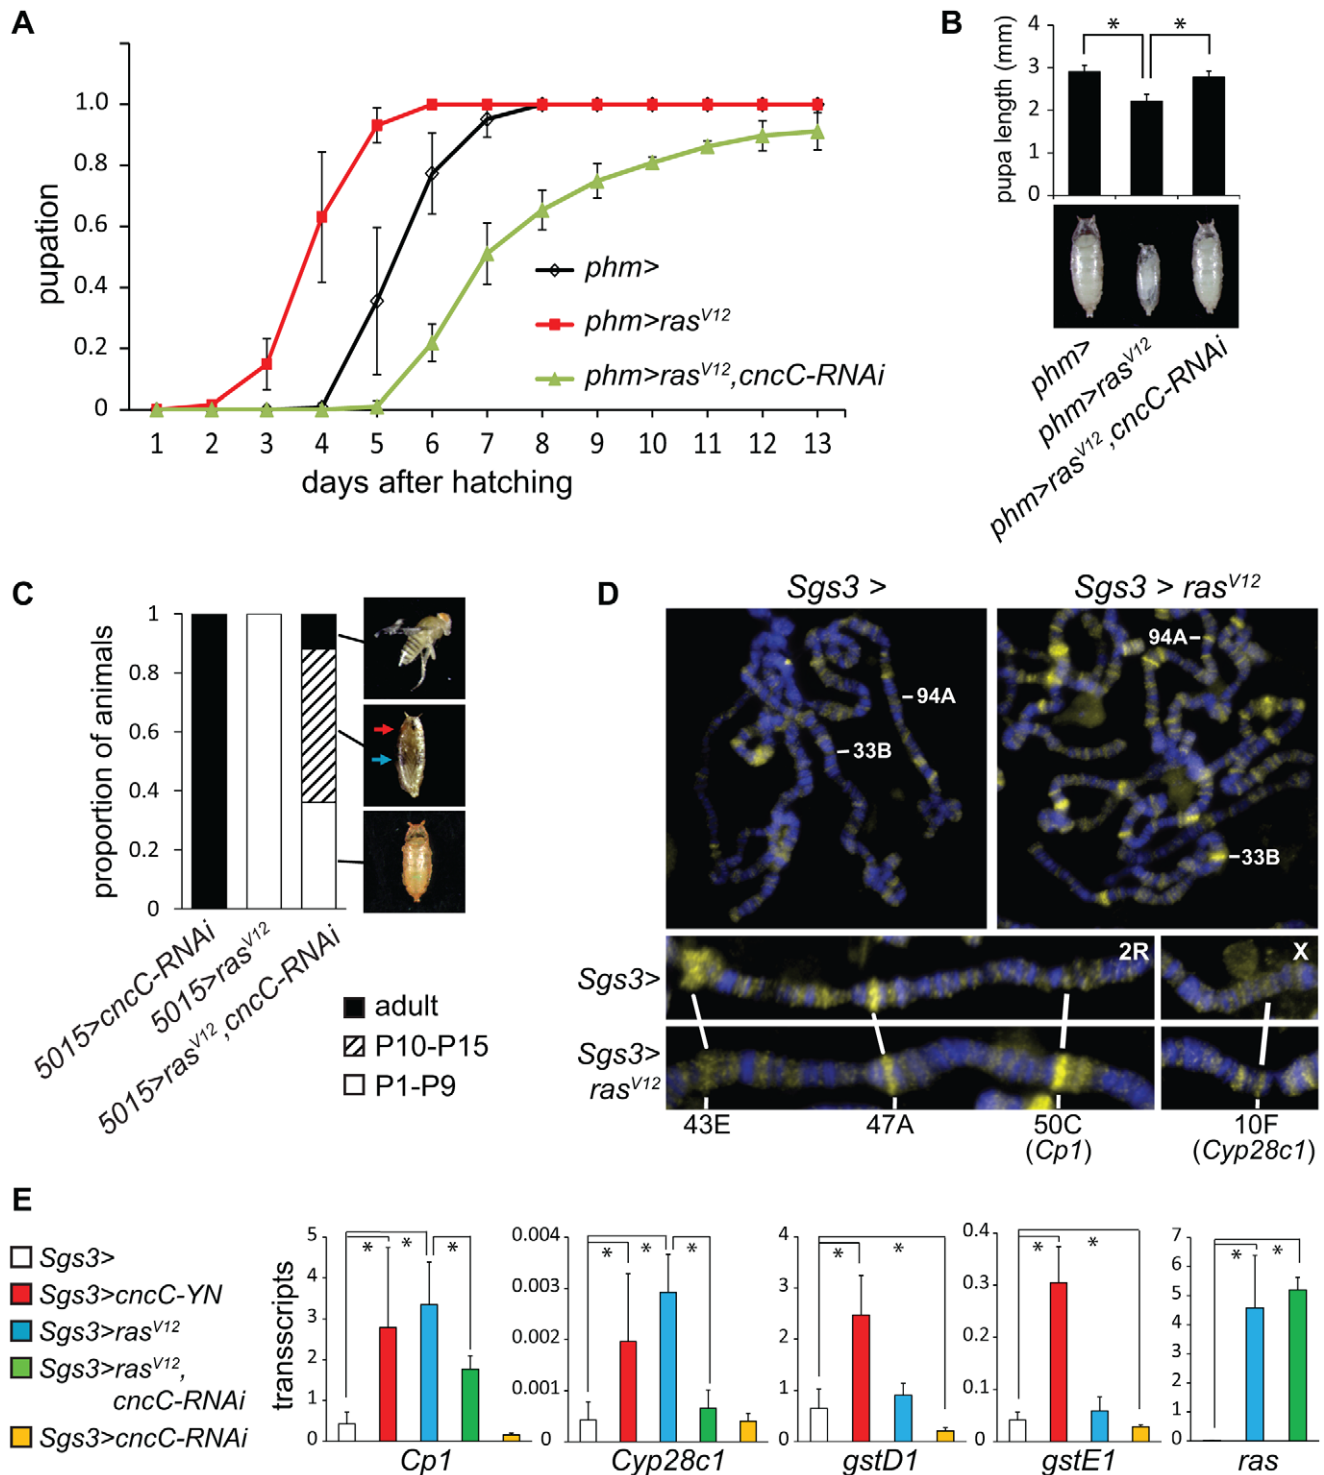 A
pupation
1.0
0.8
0.6
0.4
0.2
0
1 2 3 4 5 6 7 8 9 10 11 12 13
days after hatching
phm>
phm>ras^V12
phm>ras^V12,cncC-RNAi
B
pupa length (mm)
4
3
2
1
0
* *
phm>
phm>ras^V12
phm>ras^V12,cncC-RNAi
C
proportion of animals
1
0.8
0.6
0.4
0.2
0
5015>cncC-RNAi
5015>ras^V12
5015>ras^V12,cncC-RNAi
adult
P10-P15
P1-P9
D
Sgs3 >
94A
33B
Sgs3 > ras^V12
94A
33B
Sgs3>
2R X
Sgs3>
ras^V12
43E 47A 50C 10F
(Cp1) (Cyp28c1)
E
Sgs3>
Sgs3>cncC-YN
Sgs3>ras^V12
Sgs3>ras^V12,
cncC-RNAi
Sgs3>cncC-RNAi
transscripts
5
4
3
2
1
0
* * *
Cp1
0.004
0.003
0.002
0.001
0
* * *
Cyp28c1
4
3
2
1
0
* *
gstD1
0.4
0.3
0.2
0.1
0
* *
gstE1
7
6
5
4
3
2
1
0
* *
ras